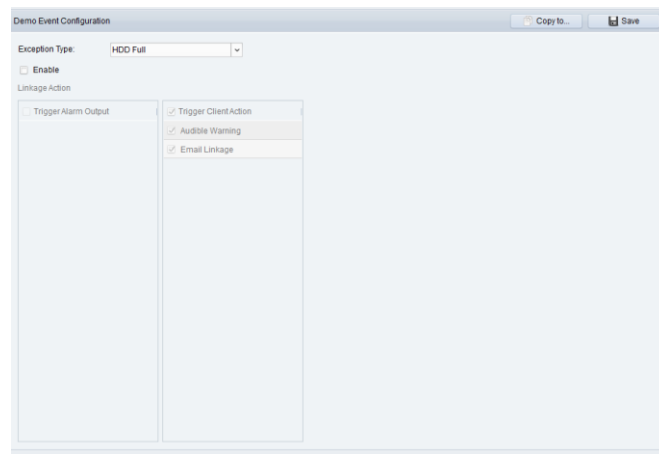 Demo Event Configuration Copy to... Save
Exception Type: HDD Full
Enable
Linkage Action
Trigger Alarm Output Trigger Client Action
Audible Warning
Email Linkage